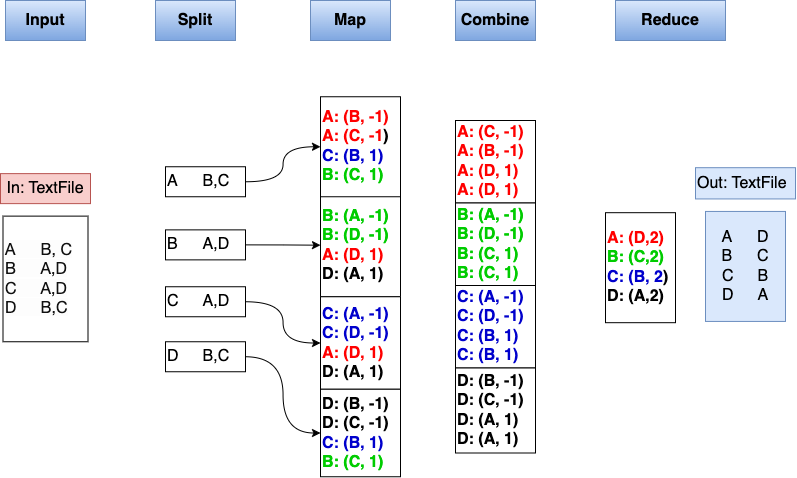 Input
Split
Map
Combine
Reduce
In: TextFile
A B, C
B A,D
C A,D
D B,C
A B,C
B A,D
C A,D
D B,C
A: (B, -1)
A: (C, -1)
C: (B, 1)
B: (C, 1)
B: (A, -1)
B: (D, -1)
A: (D, 1)
D: (A, 1)
C: (A, -1)
C: (D, -1)
A: (D, 1)
D: (A, 1)
D: (B, -1)
D: (C, -1)
C: (B, 1)
B: (C, 1)
A: (C, -1)
A: (B, -1)
A: (D, 1)
A: (D, 1)
B: (A, -1)
B: (D, -1)
B: (C, 1)
B: (C, 1)
C: (A, -1)
C: (D, -1)
C: (B, 1)
C: (B, 1)
D: (B, -1)
D: (C, -1)
D: (A, 1)
D: (A, 1)
A: (D,2)
B: (C,2)
C: (B, 2)
D: (A,2)
Out: TextFile
A D
B C
C B
D A